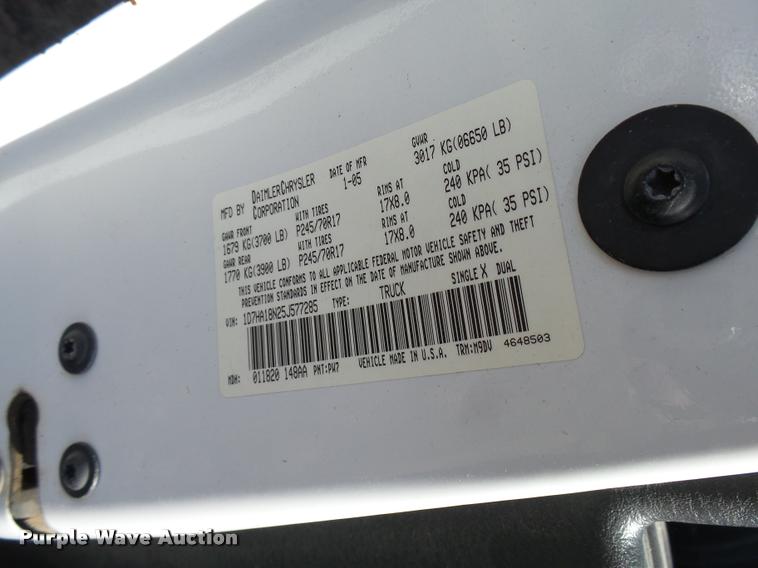 MFD BY DAIMLERCHRYSLER CORPORATION DATE OF MFR 1-05 GVWR 3017 KG(06650 LB)
GAWR FRONT WITH TIRES RIMS AT COLD
1679 KG(3700 LB) P245/70R17 17X8.0 240 KPA( 35 PSI)
GAWR REAR WITH TIRES RIMS AT COLD
1770 KG(3900 LB) P245/70R17 17X8.0 240 KPA( 35 PSI)
THIS VEHICLE CONFORMS TO ALL APPLICABLE FEDERAL MOTOR VEHICLE SAFETY AND THEFT
PREVENTION STANDARDS IN EFFECT ON THE DATE OF MANUFACTURE SHOWN ABOVE.
VIN: 1D7HA18N25J577285 TYPE: TRUCK SINGLE X DUAL
MDH: 011820 148AA PNT:PW7 VEHICLE MADE IN U.S.A. TRM:M9DV 4648503
Purple Wave Auction